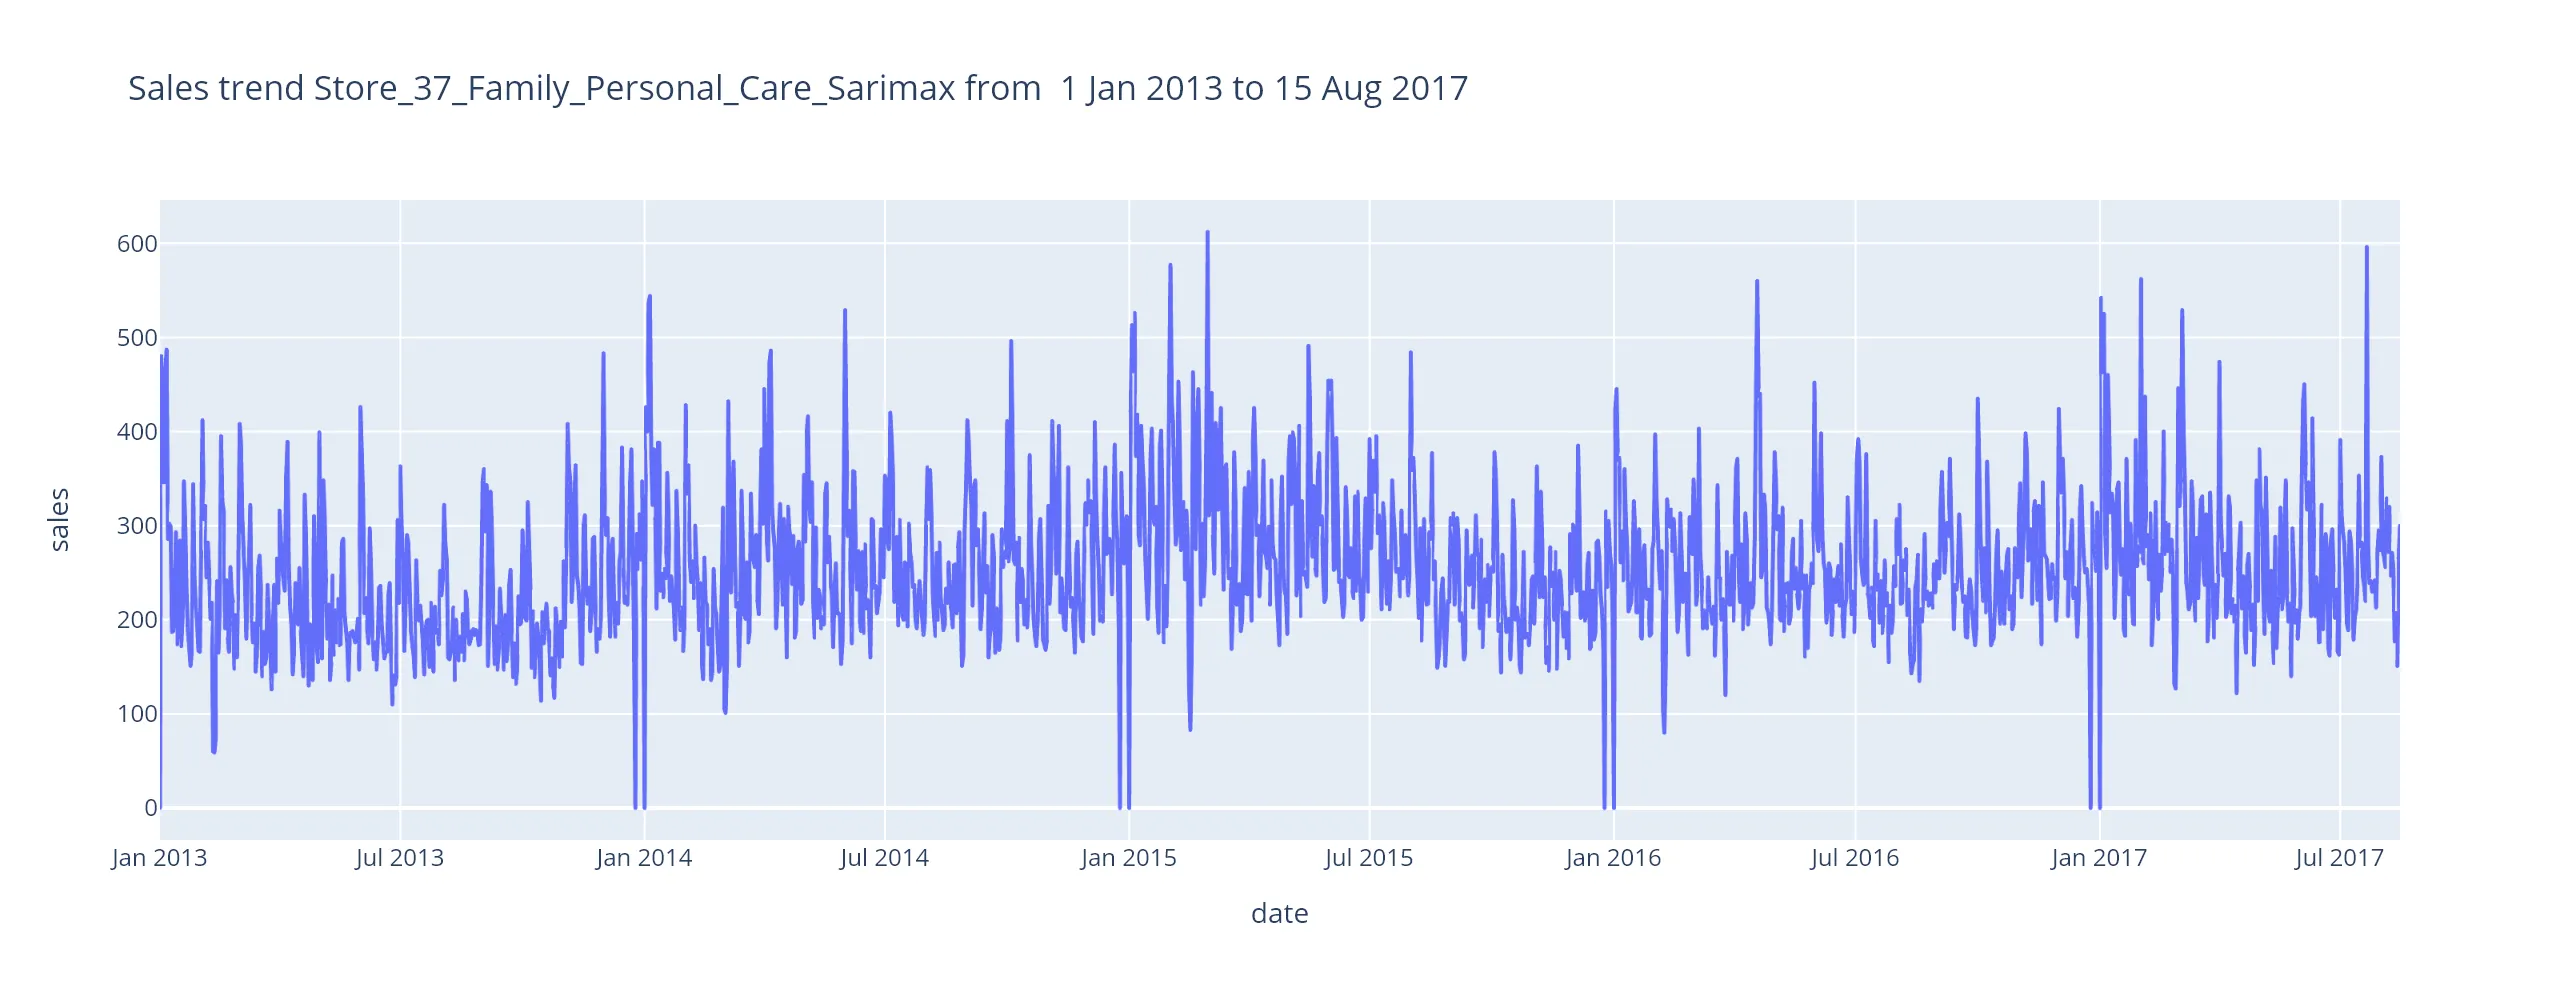 Sales trend Store_37_Family_Personal_Care_Sarimax from  1 Jan 2013 to 15 Aug 2017
600
500
400
300
200
100
0
sales
Jan 2013 Jul 2013 Jan 2014 Jul 2014 Jan 2015 Jul 2015 Jan 2016 Jul 2016 Jan 2017 Jul 2017
date